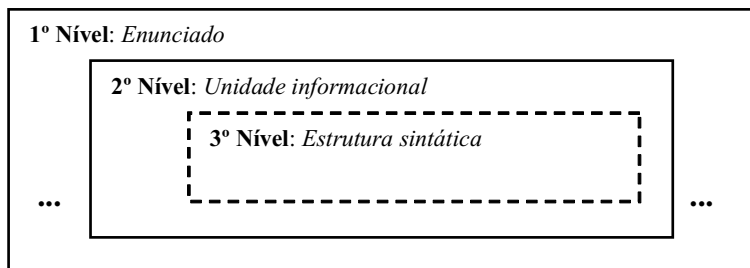 1º Nível: Enunciado
2º Nível: Unidade informacional
3º Nível: Estrutura sintática
... ...